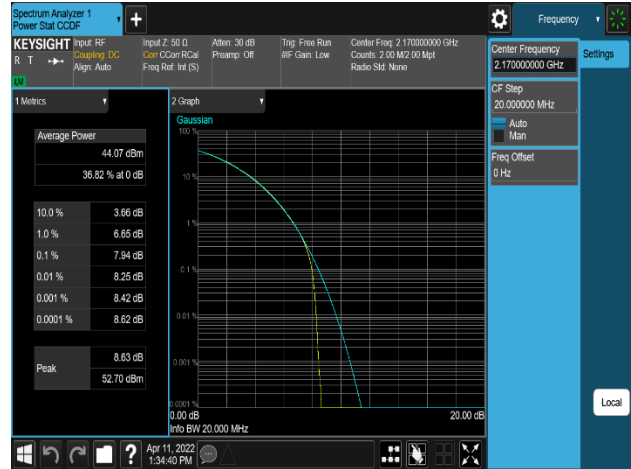 Spectrum Analyzer 1
Power Stat CCDF
Frequency
KEYSIGHT
R T
LXI
Input: RF
Coupling: DC
Align: Auto
Input Z: 50 Ω
Corr CCorr RCal
Freq Ref: Int (S)
Atten: 30 dB
Preamp: Off
Trig: Free Run
#IF Gain: Low
Center Freq: 2.170000000 GHz
Counts: 2.00 M/2.00 Mpt
Radio Std: None
Center Frequency
2.170000000 GHz
Settings
CF Step
20.000000 MHz
Auto
Man
Freq Offset
0 Hz
1 Metrics
Average Power
44.07 dBm
36.82 % at 0 dB
10.0 % 3.66 dB
1.0 % 6.65 dB
0.1 % 7.94 dB
0.01 % 8.25 dB
0.001 % 8.42 dB
0.0001 % 8.62 dB
Peak
8.63 dB
52.70 dBm
2 Graph
Gaussian
100 %
10 %
1 %
0.1 %
0.01 %
0.001 %
0.0001 %
0.00 dB
20.00 dB
Info BW 20.000 MHz
Local
?
Apr 11, 2022
1:34:40 PM